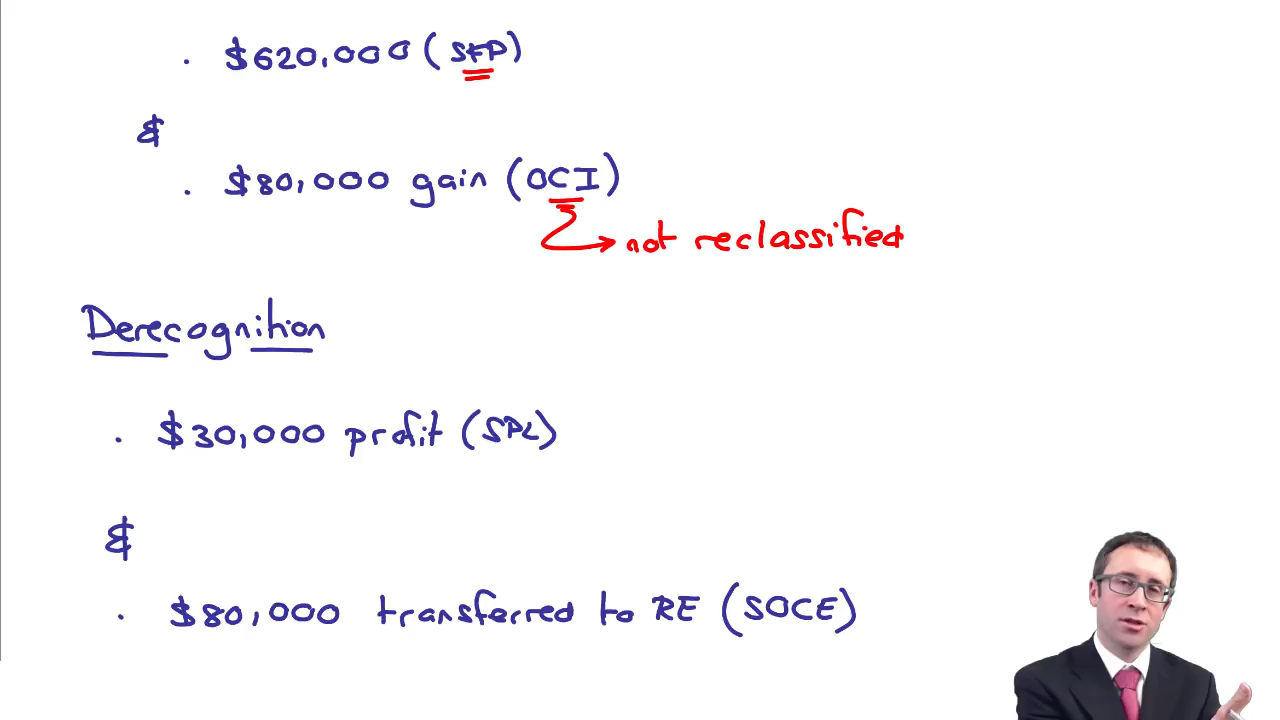 . $620,000 (SFP)
&
. $80,000 gain (OCI)
not reclassified
Derecognition
. $30,000 profit (SPL)
&
. $80,000 transferred to RE (SOCE)